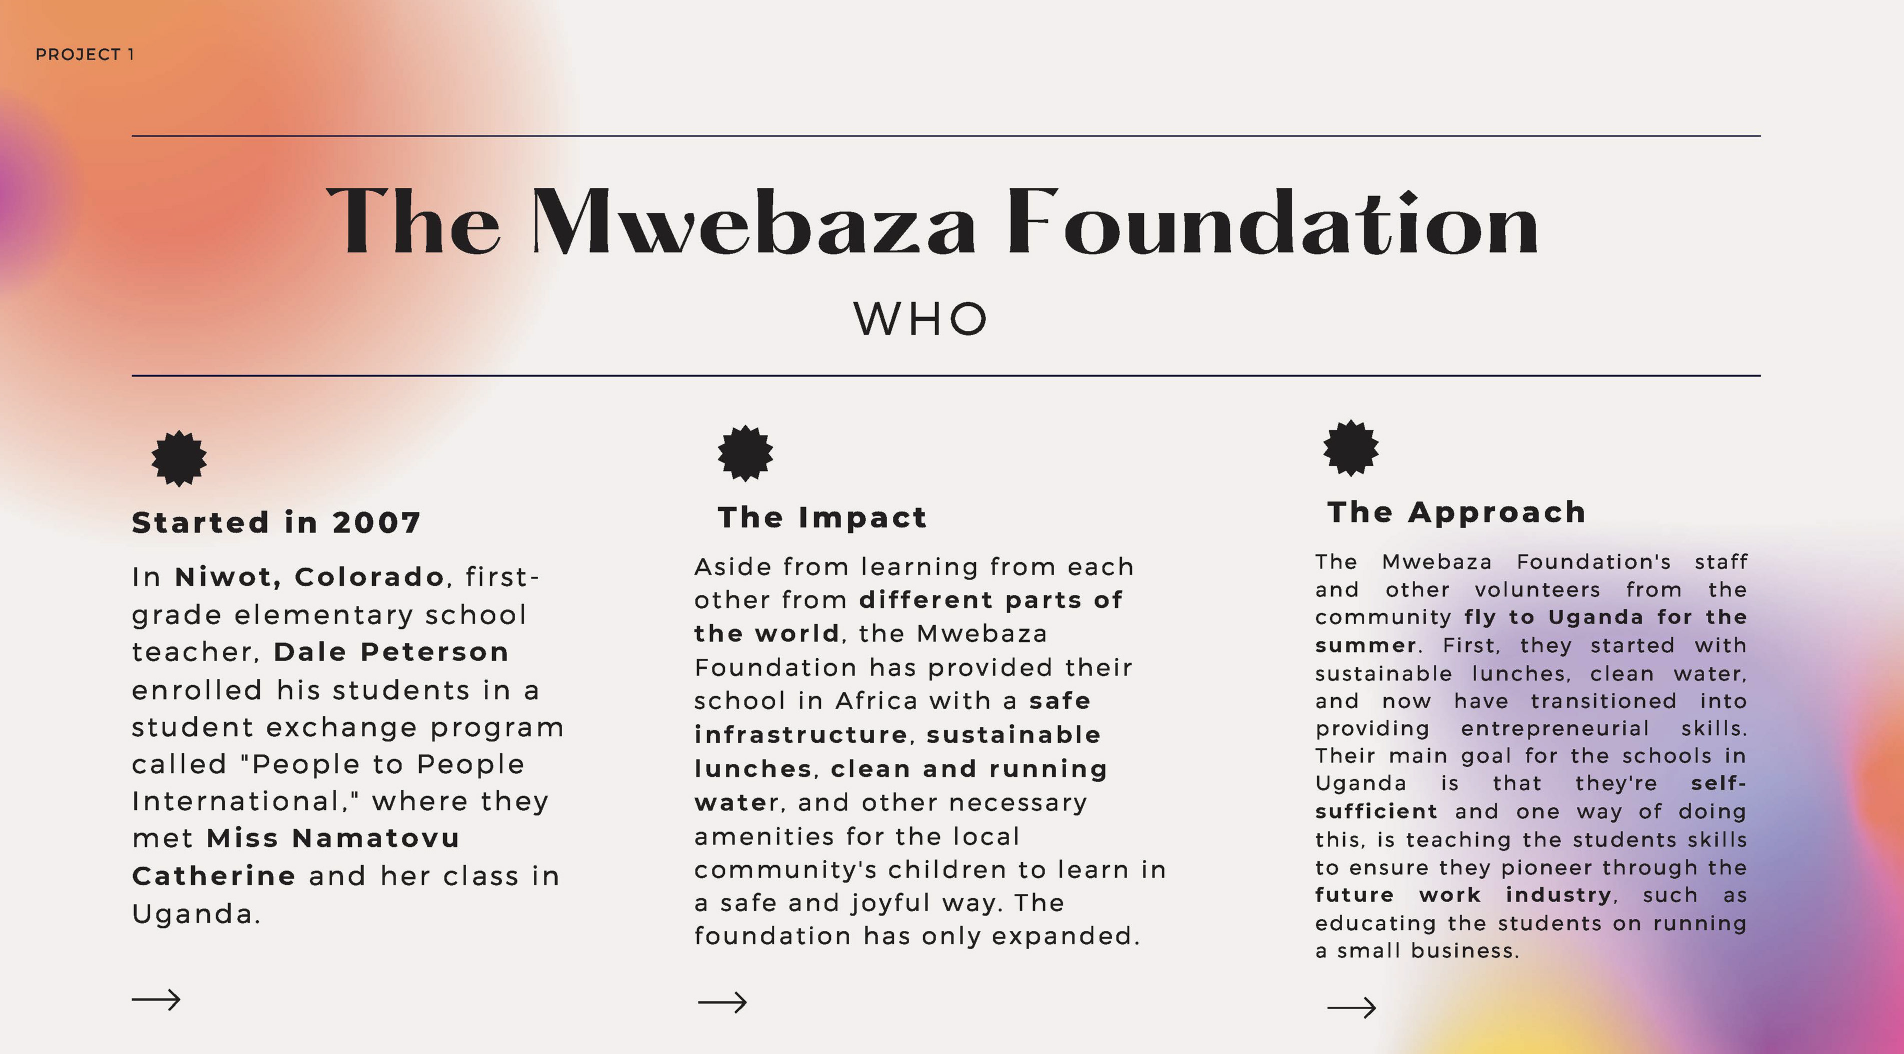 PROJECT 1
The Mwebaza Foundation
WHO
Started in 2007
In Niwot, Colorado, first-
grade elementary school
teacher, Dale Peterson
enrolled his students in a
student exchange program
called "People to People
International," where they
met Miss Namatovu
Catherine and her class in
Uganda.
The Impact
Aside from learning from each
other from different parts of
the world, the Mwebaza
Foundation has provided their
school in Africa with a safe
infrastructure, sustainable
lunches, clean and running
water, and other necessary
amenities for the local
community's children to learn in
a safe and joyful way. The
foundation has only expanded.
The Approach
The Mwebaza Foundation's staff
and other volunteers from the
community fly to Uganda for the
summer. First, they started with
sustainable lunches, clean water,
and now have transitioned into
providing entrepreneurial skills.
Their main goal for the schools in
Uganda is that they're self-
sufficient and one way of doing
this, is teaching the students skills
to ensure they pioneer through the
future work industry, such as
educating the students on running
a small business.